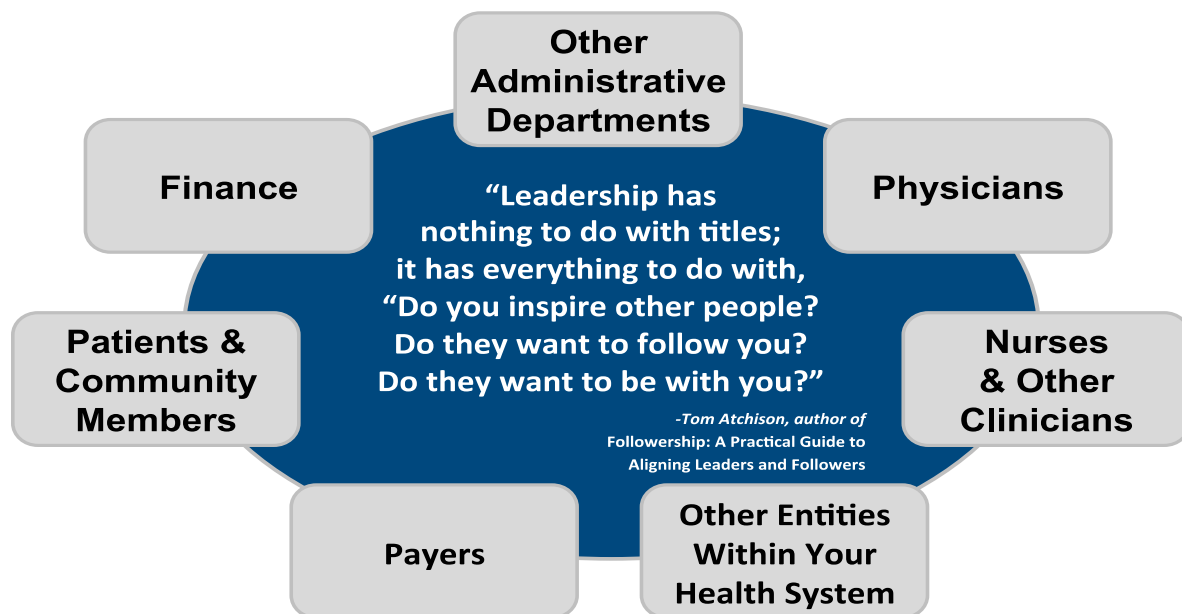 Other
Administrative
Departments
Finance
Physicians
“Leadership has
nothing to do with titles;
it has everything to do with,
“Do you inspire other people?
Do they want to follow you?
Do they want to be with you?”
-Tom Atchison, author of
Followership: A Practical Guide to
Aligning Leaders and Followers
Patients &
Community
Members
Nurses
& Other
Clinicians
Payers
Other Entities
Within Your
Health System